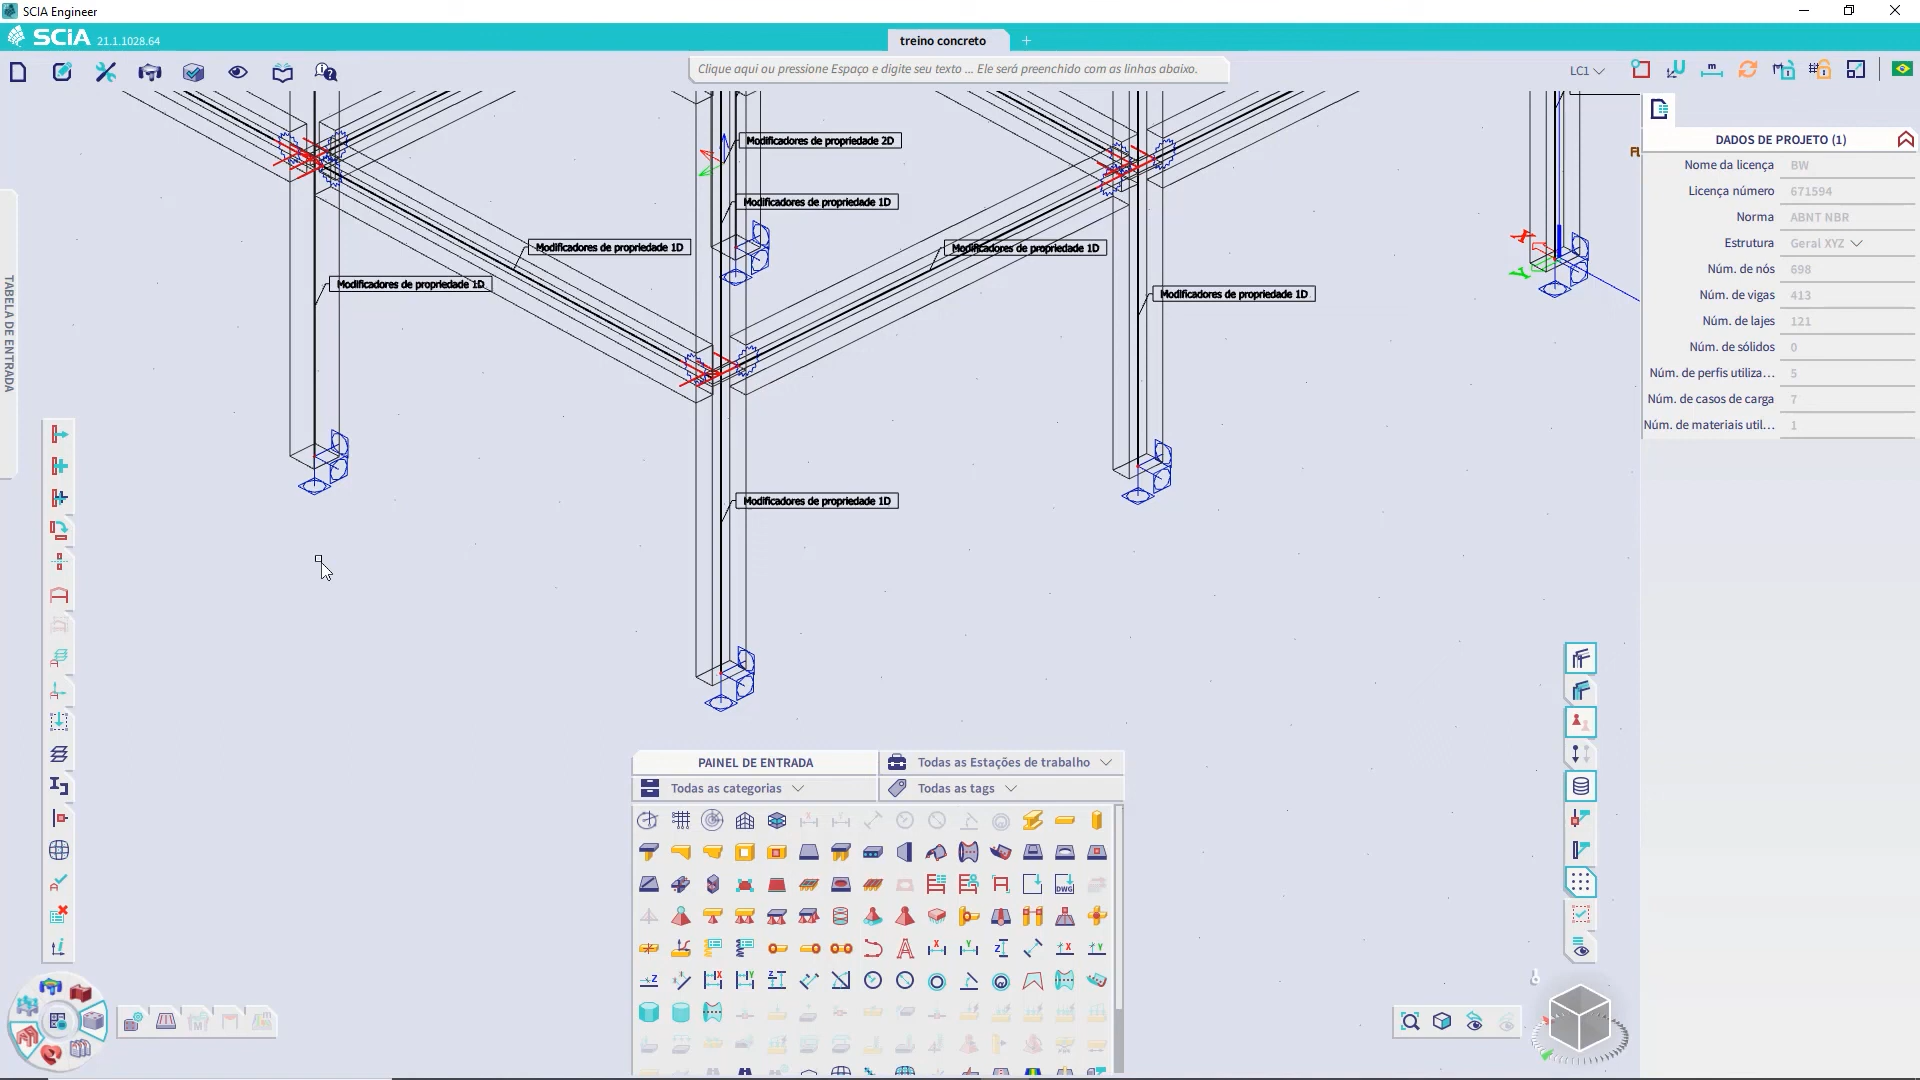 SCIA Engineer
SCiA 21.1.1028.64
treino concreto
Clique aqui ou pressione Espaço e digite seu texto ... Ele será preenchido com as linhas abaixo.
LC1
DADOS DE PROJETO (1)
Nome da licença BW
Licença número 671594
Norma ABNT NBR
Estrutura Geral XYZ
Núm. de nós 698
Núm. de vigas 413
Núm. de lajes 121
Núm. de sólidos 0
Núm. de perfis utiliza... 5
Núm. de casos de carga 7
Núm. de materiais util... 1
TABELA DE ENTRADA
Modificadores de propriedade 2D
Modificadores de propriedade 1D
Modificadores de propriedade 1D
Modificadores de propriedade 1D
Modificadores de propriedade 1D
Modificadores de propriedade 1D
Modificadores de propriedade 1D
X
Y
PAINEL DE ENTRADA
Todas as Estações de trabalho
Todas as categorias
Todas as tags
DWG